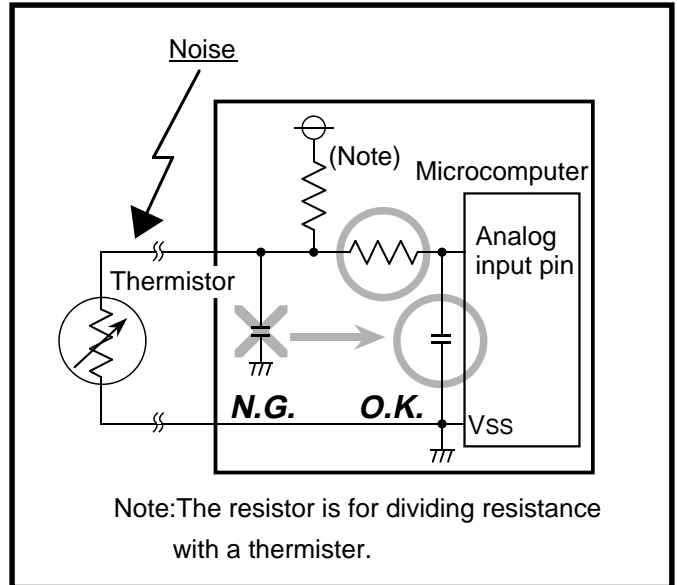 Noise
(Note)
Microcomputer
Analog
input pin
Thermistor
N.G.
O.K.
VSS
Note:The resistor is for dividing resistance
with a thermister.